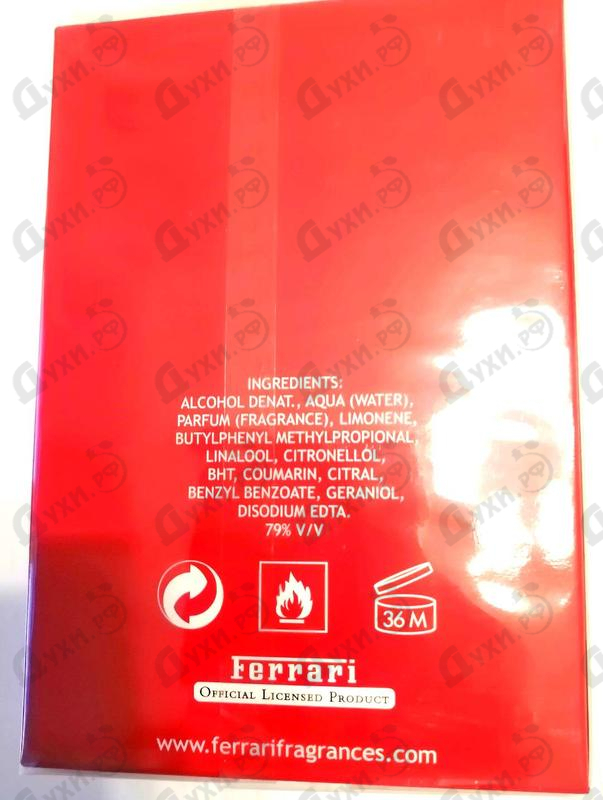 INGREDIENTS:
ALCOHOL DENAT., AQUA (WATER),
PARFUM (FRAGRANCE), LIMONENE,
BUTYLPHENYL METHYLPROPIONAL,
LINALOOL, CITRONELLOL,
BHT, COUMARIN, CITRAL,
BENZYL BENZOATE, GERANIOL,
DISODIUM EDTA.
79% V/V
36 M
Ferrari
OFFICIAL LICENSED PRODUCT
www.ferrarifragrances.com
Духи.РФ